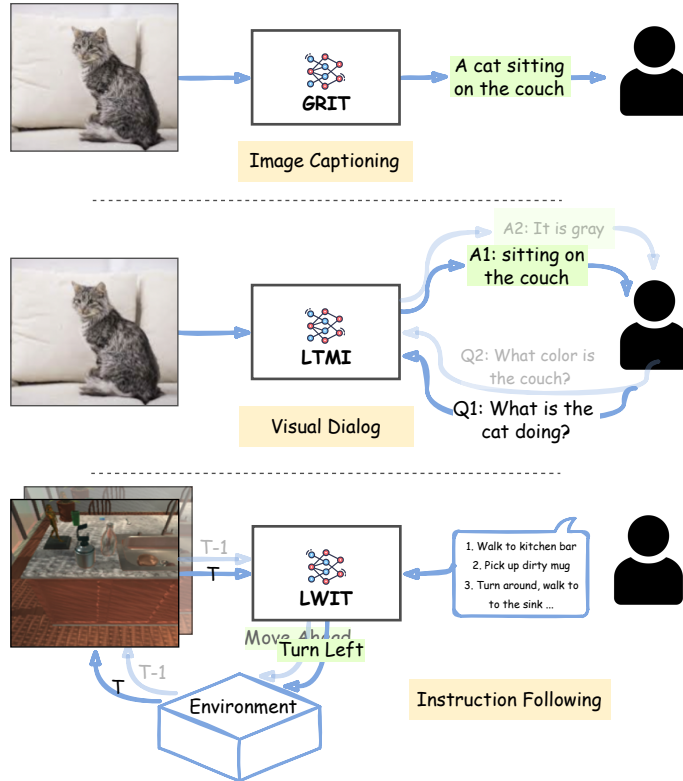 GRIT
A cat sitting
on the couch
Image Captioning
A2: It is gray
A1: sitting on
the couch
LTMI
Q2: What color is
the couch?
Q1: What is the
cat doing?
Visual Dialog
T-1
T
LWIT
1. Walk to kitchen bar
2. Pick up dirty mug
3. Turn around, walk to
to the sink ...
Move Ahead
Turn Left
T-1
T
Environment
Instruction Following